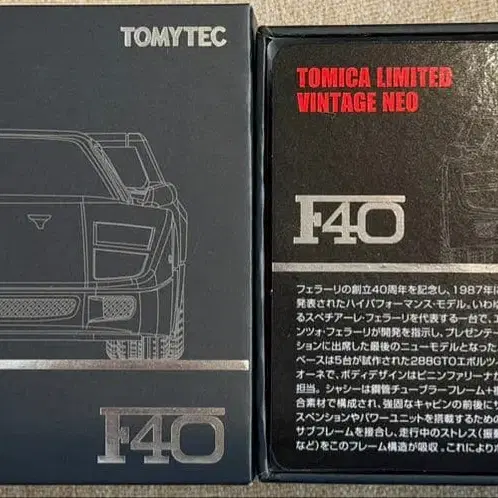 TOMYTEC
F40
TOMICA LIMITED
VINTAGE NEO
F40
フェラーリの創立40周年を記念し、1987年に
発表されたハイパフォーマンス・モデル。いわゆ
るスペチアーレ・フェラーリを代表する一台で、エ
ンツォ・フェラーリが開発を指示し、プレゼンテー
ションに出席した最後のニューモデルとなった。
ベースは5台が試作された288GTOエボルツィ
オーネで、ボディデザインはピニンファリーナが
担当。シャシーは鋼管チューブラーフレーム+複
合素材で構成され、強固なキャビンの前後にサ
スペンションやパワーユニットを搭載するための
サブフレームを接合し、走行中のストレス(振動
など)をこのフレーム構造が吸収。これによりボ